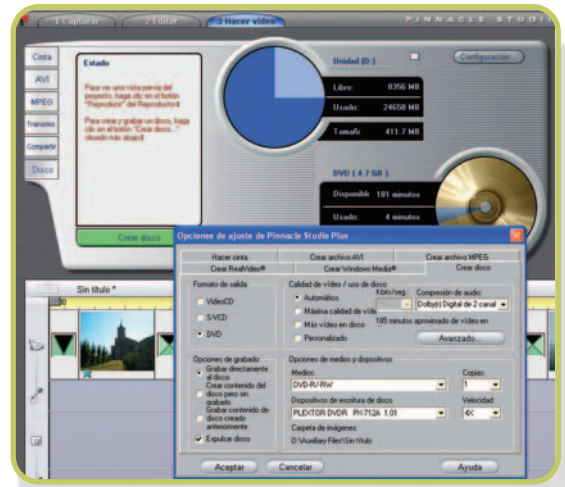 1 Capturar
2 Editar
3 Hacer vídeo
PINNACLE STUDIO
Cinta
AVI
MPEG
Transmis
Compartir
Disco
Estado
Para ver una vista previa del
proyecto, haga clic en el botón
"Reproducir" del Reproductor
Para crear y grabar un disco, haga
clic en el botón "Crear disco..."
situado más abajo
Crear disco
Unidad (D:)
Configuración...
Libre: 8356 MB
Usado: 24650 MB
Tamañ 411.7 MB
DVD ( 4.7 GB )
Disponible 181 minutos
Usado: 4 minutos
Sin título *
Opciones de ajuste de Pinnacle Studio Plus
Hacer cinta
Crear archivo AVI
Crear archivo MPEG
Crear RealVideo®
Crear Windows Media®
Crear disco
Formato de salida
VideoCD
S-VCD
DVD
Calidad de vídeo / uso de disco
Automático
Máxima calidad de víde
Más vídeo en disco
Personalizado
Kbits/seg.:
Compresión de audio:
Dolby(r) Digital de 2 canal
105 minutos aproximado de vídeo en
Avanzado...
Opciones de grabado
Grabar directamente
al disco
Crear contenido del
disco pero sin
grabarlo
Grabar contenido de
disco creado
anteriormente
Expulsar disco
Opciones de medios y dispositivos
Medios:
DVD-R/-RW
Copias:
1
Dispositivos de escritura de disco
PLEXTOR DVDR PX-712A 1.01
Velocidad
4X
Carpeta de imágenes:
D:\Auxiliary Files\Sin título
Aceptar
Cancelar
Ayuda